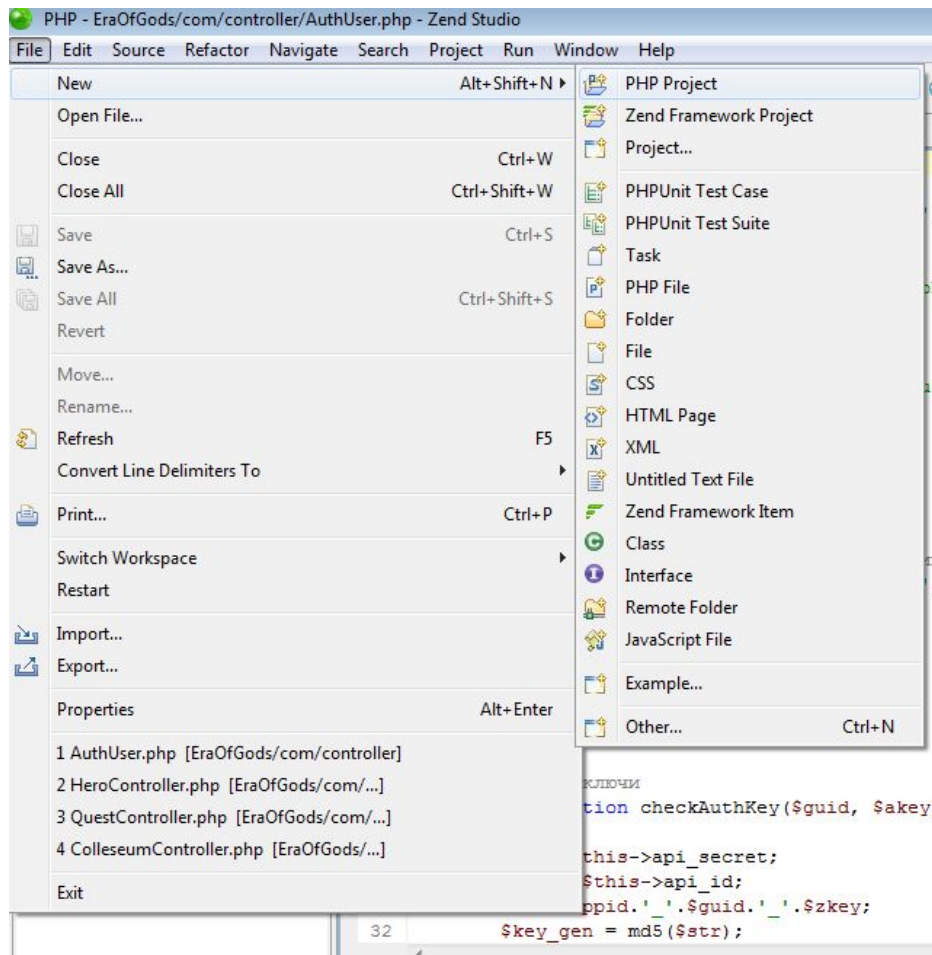 PHP - EraOfGods/com/controller/AuthUser.php - Zend Studio
File Edit Source Refactor Navigate Search Project Run Window Help
New Alt+Shift+N
Open File...
Close Ctrl+W
Close All Ctrl+Shift+W
Save Ctrl+S
Save As...
Save All Ctrl+Shift+S
Revert
Move...
Rename...
Refresh F5
Convert Line Delimiters To
Print... Ctrl+P
Switch Workspace
Restart
Import...
Export...
Properties Alt+Enter
1 AuthUser.php [EraOfGods/com/controller]
2 HeroController.php [EraOfGods/com/...]
3 QuestController.php [EraOfGods/com/...]
4 ColleseumController.php [EraOfGods/...]
Exit
PHP Project
Zend Framework Project
Project...
PHPUnit Test Case
PHPUnit Test Suite
Task
PHP File
Folder
File
CSS
HTML Page
XML
Untitled Text File
Zend Framework Item
Class
Interface
Remote Folder
JavaScript File
Example...
Other... Ctrl+N
ключи
tion checkAuthKey($guid, $akey
this->api_secret;
$this->api_id;
ppid.'_'.$guid.'_'.$zkey;
32 $key_gen = md5($str);